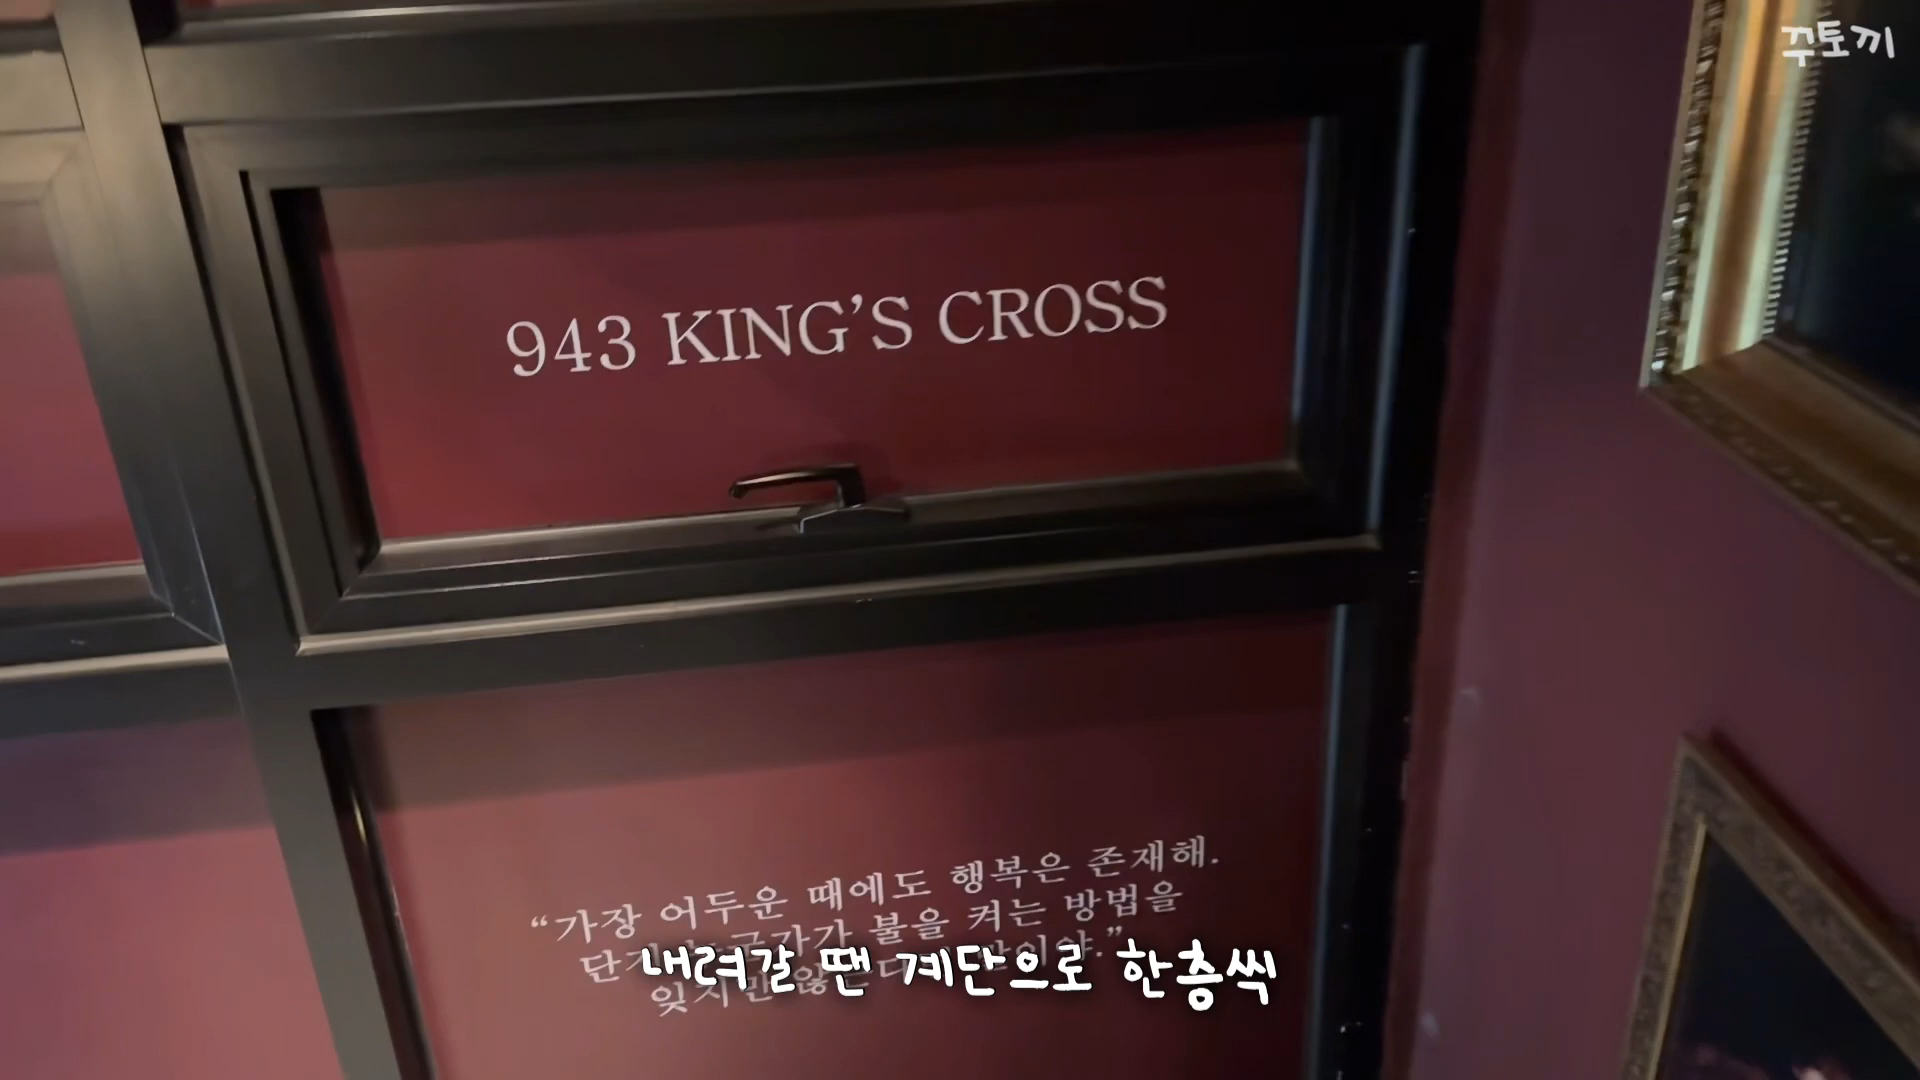 꾸토끼
943 KING'S CROSS
“가장 어두운 때에도 행복은 존재해.
불을 켜는 방법을
내려갈 땐 계단으로 한층씩